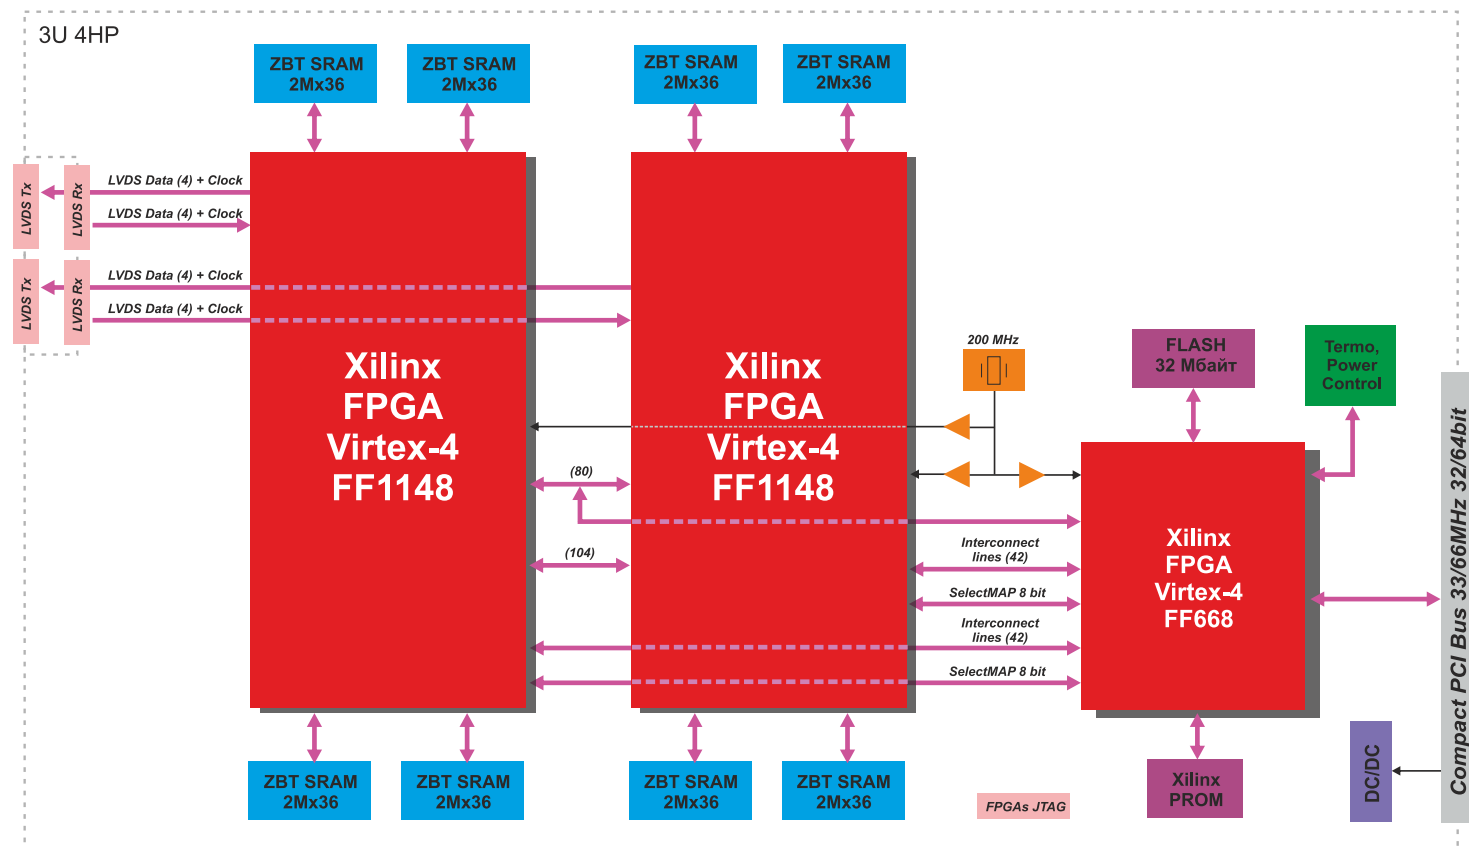 3U 4HP
ZBT SRAM
2Mx36
ZBT SRAM
2Mx36
ZBT SRAM
2Mx36
ZBT SRAM
2Mx36
LVDS Tx
LVDS Rx
LVDS Data (4) + Clock
LVDS Data (4) + Clock
LVDS Tx
LVDS Rx
LVDS Data (4) + Clock
LVDS Data (4) + Clock
Xilinx
FPGA
Virtex-4
FF1148
Xilinx
FPGA
Virtex-4
FF1148
200 MHz
FLASH
32 Мбайт
Termo,
Power
Control
(80)
(104)
Interconnect
lines (42)
SelectMAP 8 bit
Interconnect
lines (42)
SelectMAP 8 bit
Xilinx
FPGA
Virtex-4
FF668
Compact PCI Bus 33/66MHz 32/64bit
ZBT SRAM
2Mx36
ZBT SRAM
2Mx36
ZBT SRAM
2Mx36
ZBT SRAM
2Mx36
FPGAs JTAG
Xilinx
PROM
DC/DC